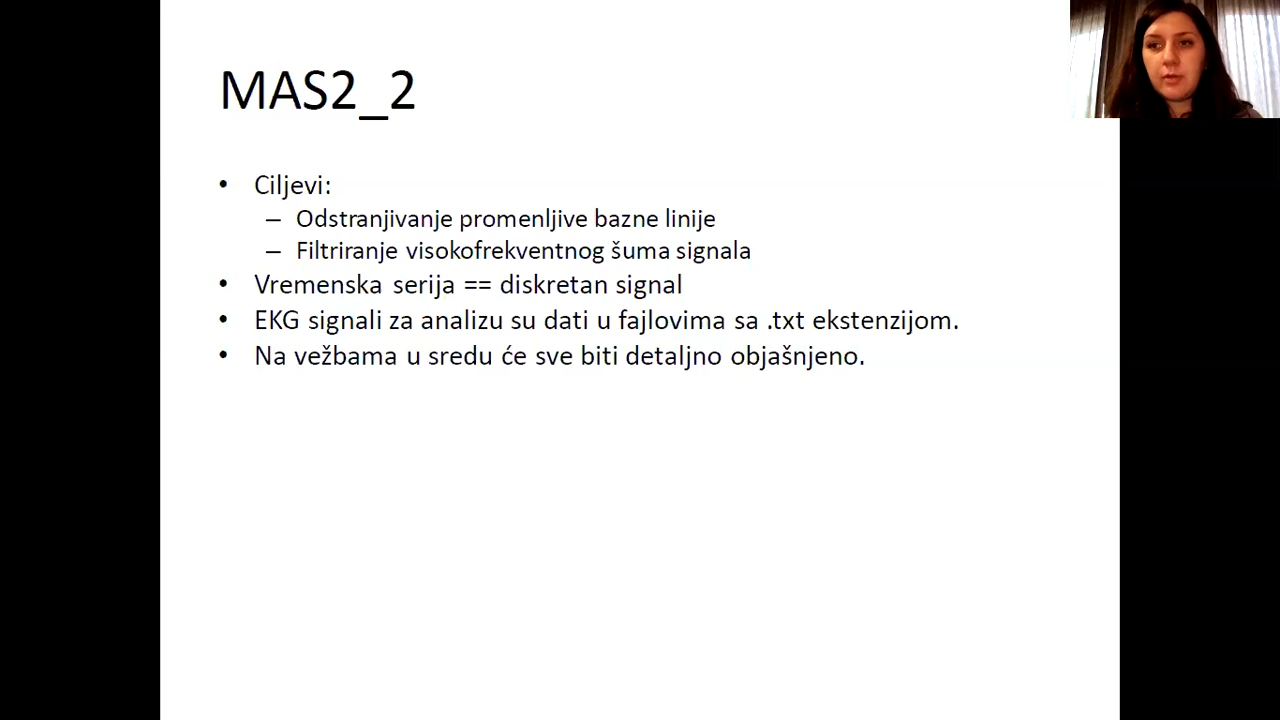 MAS2_2
• Ciljevi:
– Odstranjivanje promenljive bazne linije
– Filtriranje visokofrekventnog šuma signala
• Vremenska serija == diskretan signal
• EKG signali za analizu su dati u fajlovima sa .txt ekstenzijom.
• Na vežbama u sredu će sve biti detaljno objašnjeno.